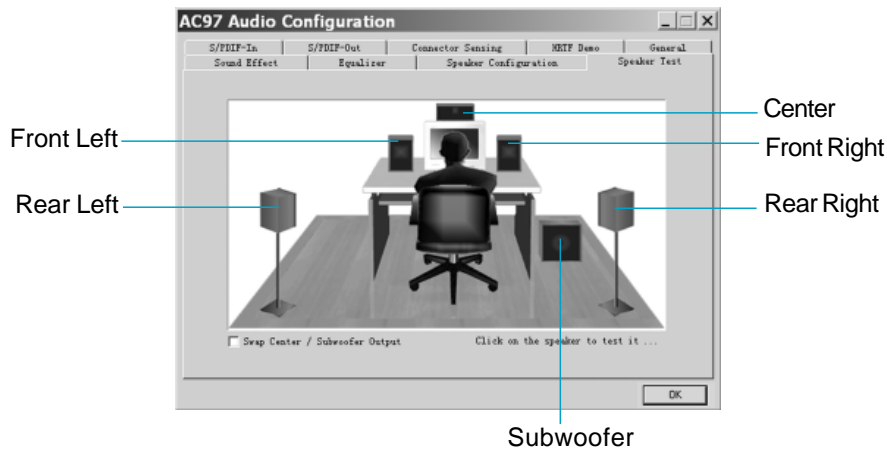 AC97 Audio Configuration
S/PDIF-In S/PDIF-Out Connector Sensing HRTF Demo General
Sound Effect Equalizer Speaker Configuration Speaker Test
Center
Front Left
Front Right
Rear Left
Rear Right
Swap Center / Subwoofer Output Click on the speaker to test it ...
OK
Subwoofer